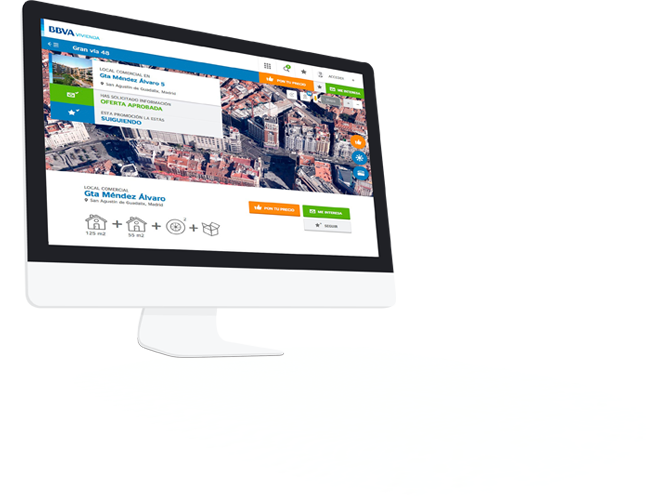 BBVA VIVIENDA
Gran vía 48
LOCAL COMERCIAL EN
Gta Méndez Álvaro 5
San Agustín de Guadalix, Madrid
HAS SOLICITADO INFORMACIÓN
OFERTA APROBADA
ESTA PROMOCIÓN LA ESTÁS
SUIGUIENDO
PON TU PRECIO
ME INTERESA
LOCAL COMERCIAL
Gta Méndez Álvaro
San Agustín de Guadalix, Madrid
PON TU PRECIO
ME INTERESA
SEGUIR
125 m2
55 m2